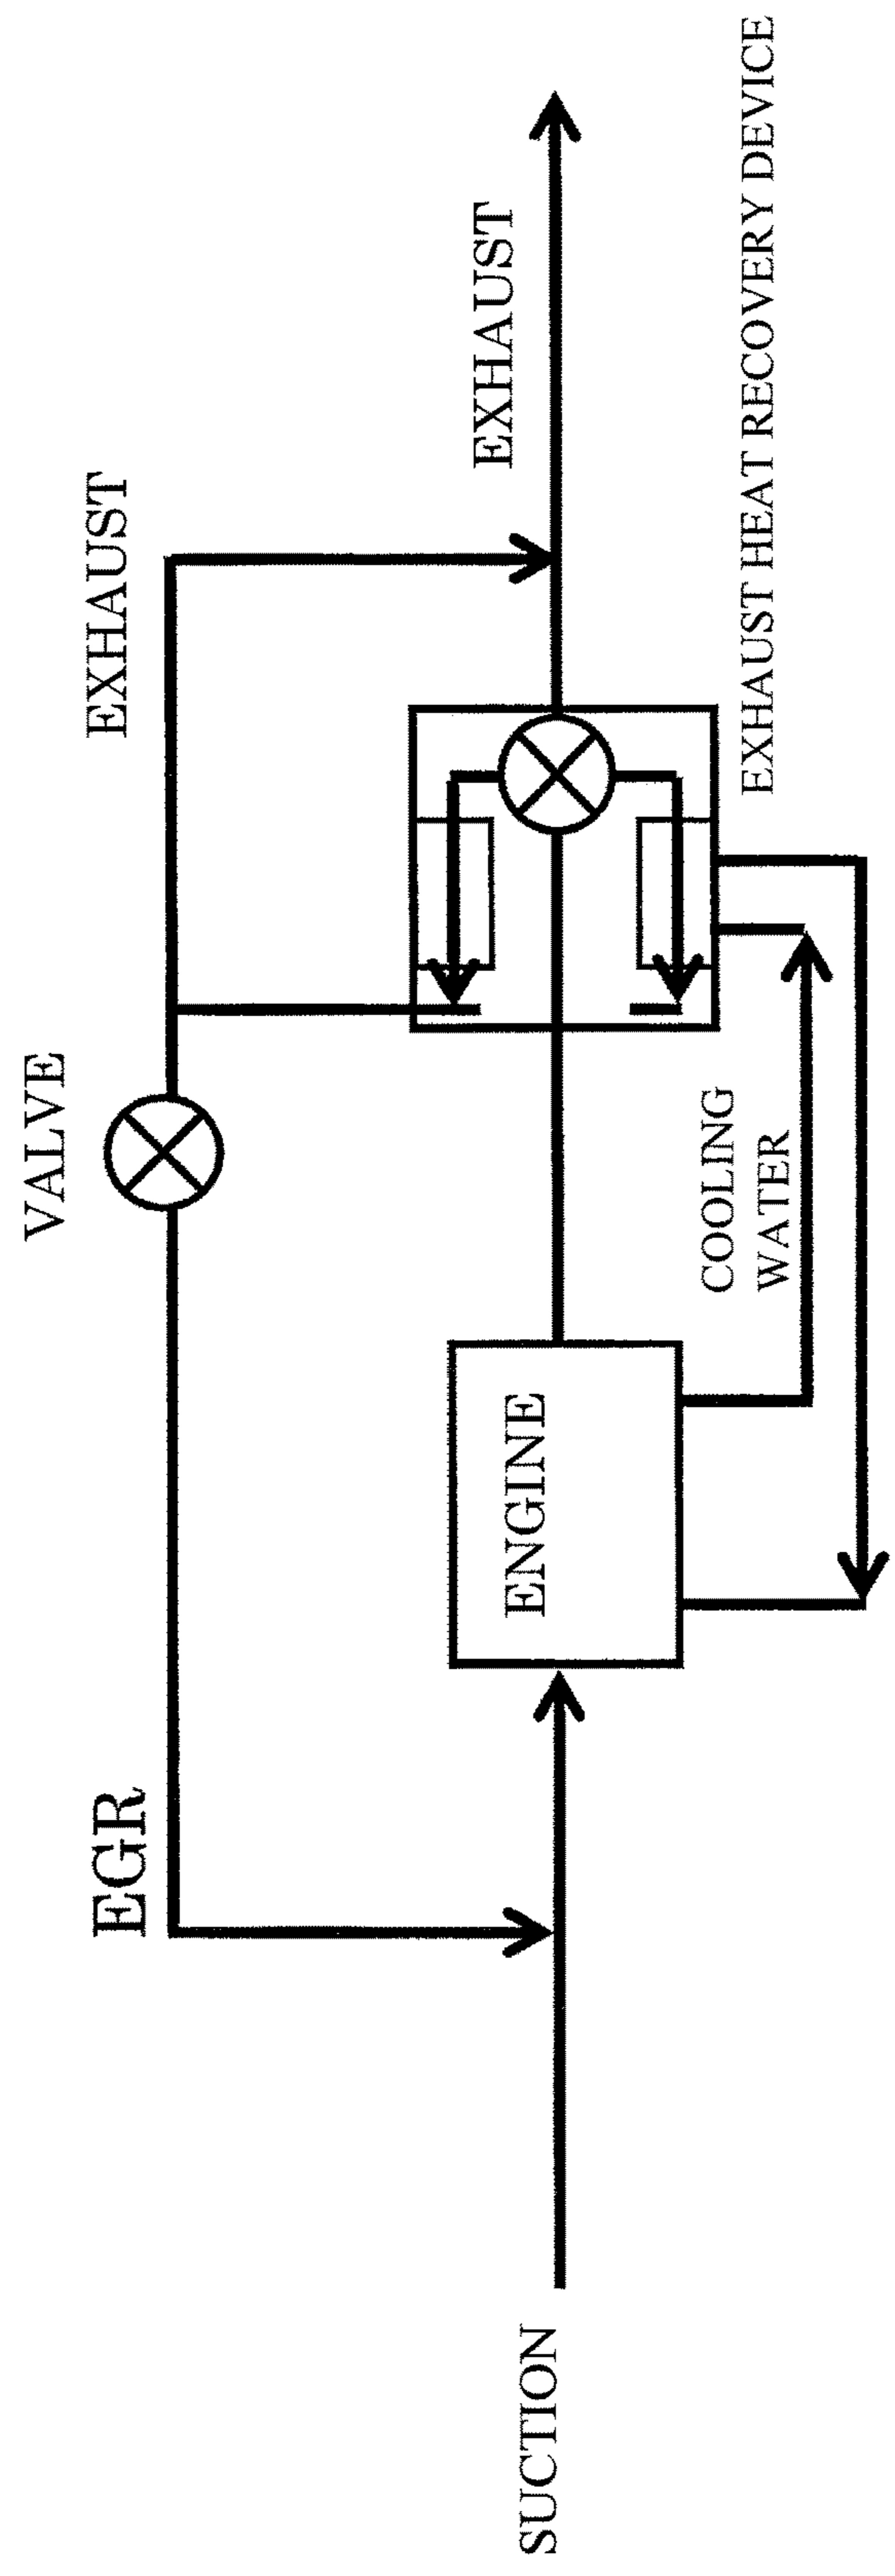 VALVE
EGR
EXHAUST
EXHAUST
SUCTION
ENGINE
COOLING
WATER
EXHAUST HEAT RECOVERY DEVICE